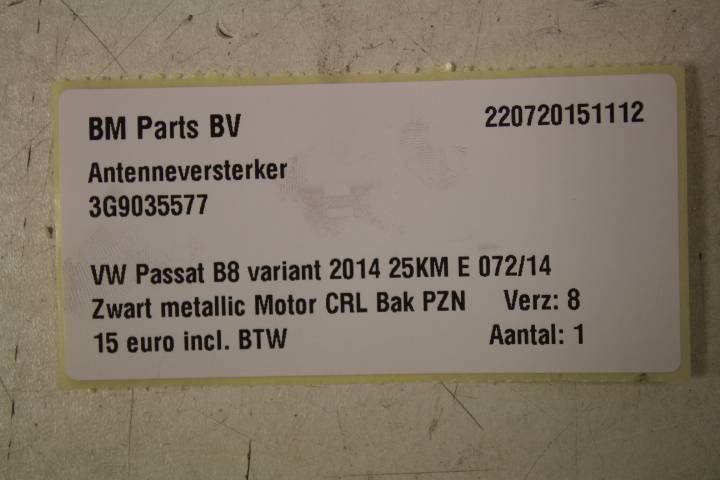 BM Parts BV 220720151112
Antenneversterker
3G9035577
VW Passat B8 variant 2014 25KM E 072/14
Zwart metallic Motor CRL Bak PZN Verz: 8
15 euro incl. BTW Aantal: 1